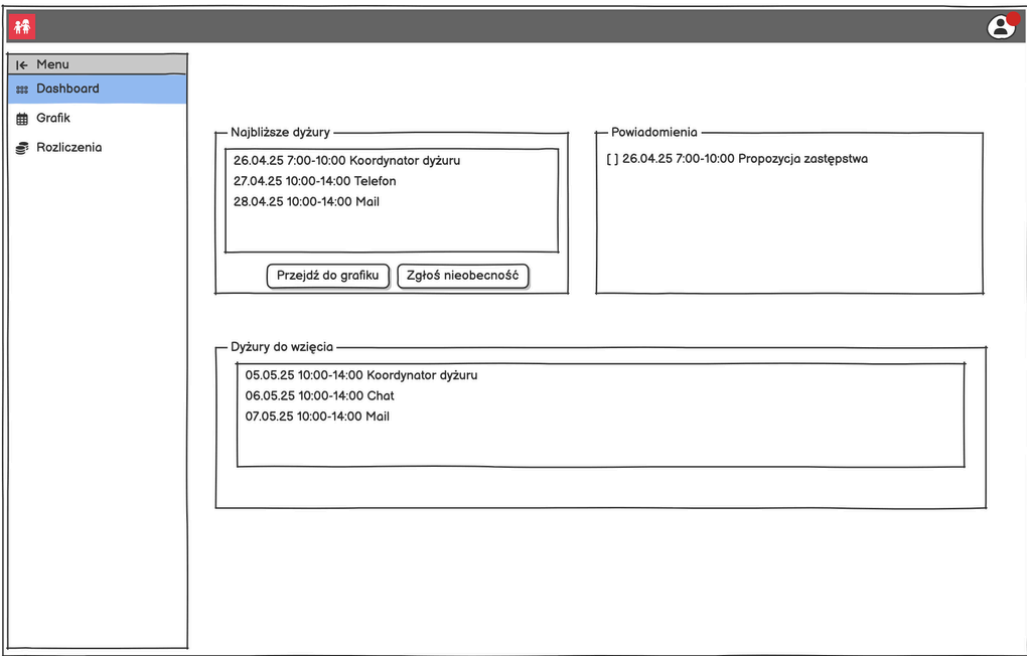 Menu
Dashboard
Grafik
Rozliczenia
Najbliższe dyżury
26.04.25 7:00-10:00 Koordynator dyżuru
27.04.25 10:00-14:00 Telefon
28.04.25 10:00-14:00 Mail
Przejdź do grafiku
Zgłoś nieobecność
Powiadomienia
[ ] 26.04.25 7:00-10:00 Propozycja zastępstwa
Dyżury do wzięcia
05.05.25 10:00-14:00 Koordynator dyżuru
06.05.25 10:00-14:00 Chat
07.05.25 10:00-14:00 Mail